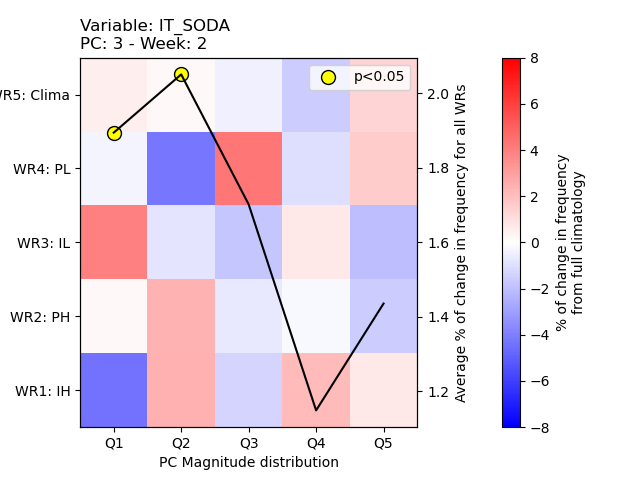 Variable: IT_SODA
PC: 3 - Week: 2
p<0.05
WR5: Clima
WR4: PL
WR3: IL
WR2: PH
WR1: IH
Q1 Q2 Q3 Q4 Q5
PC Magnitude distribution
2.0
1.8
1.6
1.4
1.2
Average % of change in frequency for all WRs
8
6
4
2
0
−2
−4
−6
−8
% of change in frequency
from full climatology